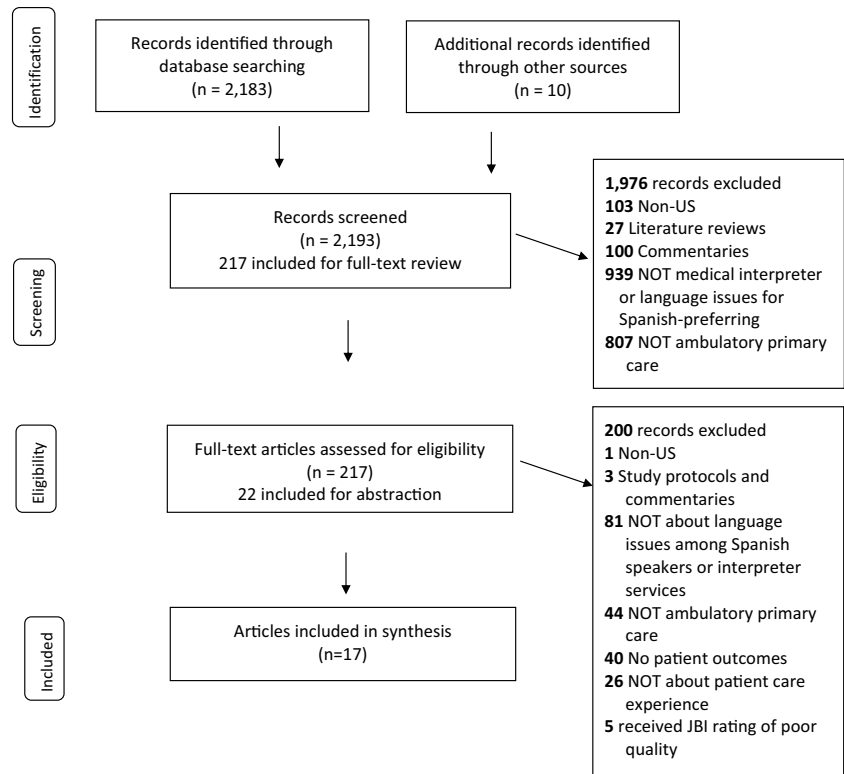 Identification
Records identified through
database searching
(n = 2,183)
Additional records identified
through other sources
(n = 10)
Screening
Records screened
(n = 2,193)
217 included for full-text review
1,976 records excluded
103 Non-US
27 Literature reviews
100 Commentaries
939 NOT medical interpreter
or language issues for
Spanish-preferring
807 NOT ambulatory primary
care
Eligibility
Full-text articles assessed for eligibility
(n = 217)
22 included for abstraction
200 records excluded
1 Non-US
3 Study protocols and
commentaries
81 NOT about language
issues among Spanish
speakers or interpreter
services
44 NOT ambulatory primary
care
40 No patient outcomes
26 NOT about patient care
experience
5 received JBI rating of poor
quality
Included
Articles included in synthesis
(n=17)